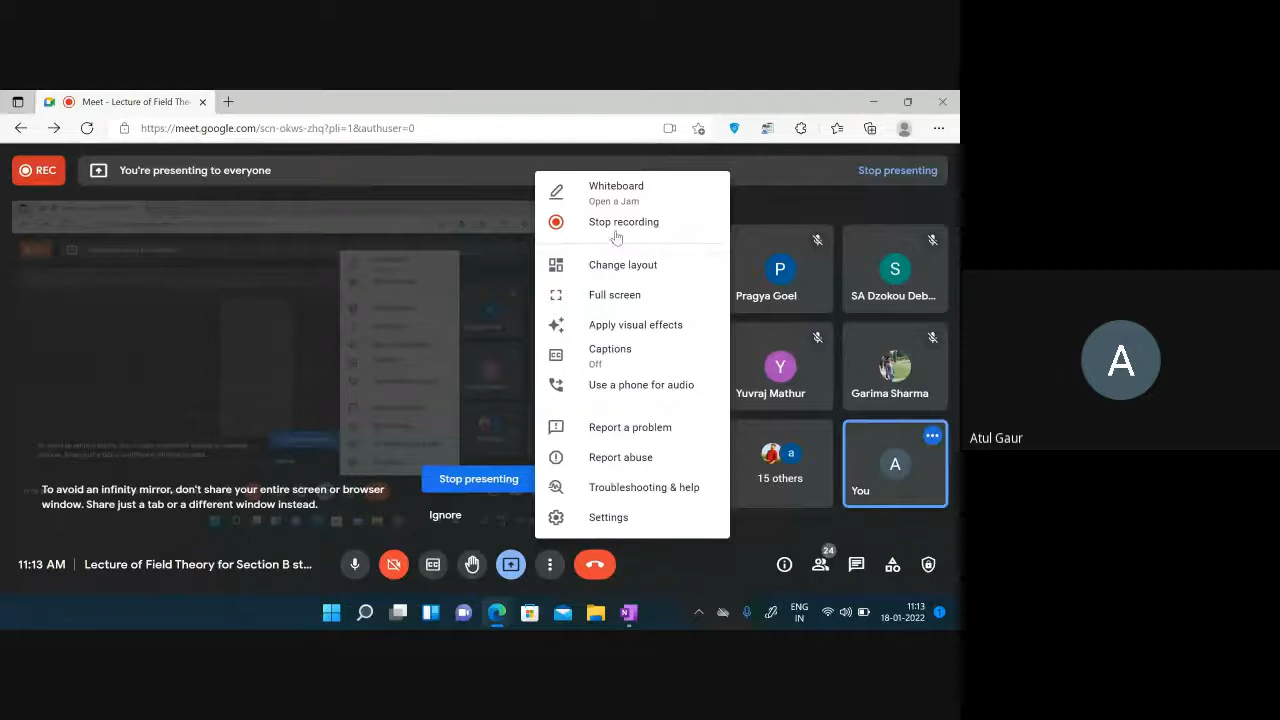 Meet - Lecture of Field The
https://meet.google.com/scn-okws-zhq?pli=1&authuser=0
REC
You're presenting to everyone
Stop presenting
Whiteboard
Open a Jam
Stop recording
Change layout
Full screen
Apply visual effects
Captions
Off
Use a phone for audio
Report a problem
Report abuse
Troubleshooting & help
Settings
P
Pragya Goel
S
SA Dzokou Deb...
Y
Yuvraj Mathur
Garima Sharma
a
15 others
A
You
To avoid an infinity mirror, don't share your entire screen or browser
window. Share just a tab or a different window instead.
Stop presenting
Ignore
11:13 AM
Lecture of Field Theory for Section B st...
24
ENG
IN
11:13
18-01-2022
1
A
Atul Gaur